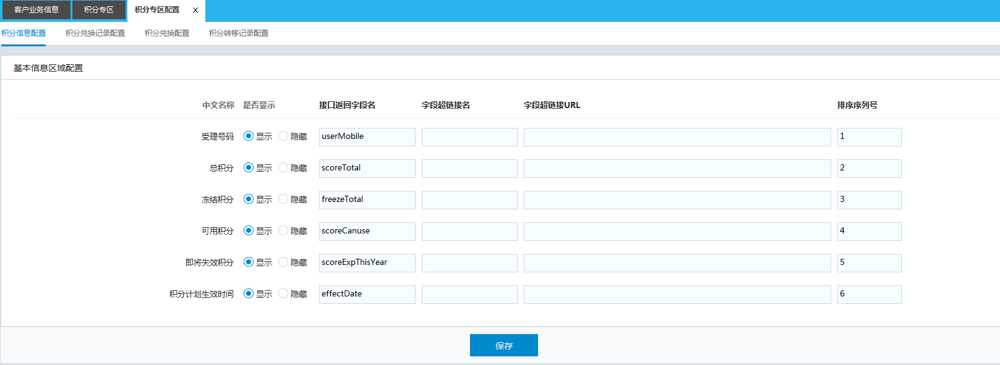 客户业务信息 积分专区 积分专区配置 X
积分信息配置 积分兑换记录配置 积分兑换配置 积分转移记录配置
基本信息区域配置
中文名称 是否显示 接口返回字段名 字段超链接名 字段超链接URL 排序序列号
受理号码 显示 隐藏 userMobile 1
总积分 显示 隐藏 scoreTotal 2
冻结积分 显示 隐藏 freezeTotal 3
可用积分 显示 隐藏 scoreCanuse 4
即将失效积分 显示 隐藏 scoreExpThisYear 5
积分计划生效时间 显示 隐藏 effectDate 6
保存